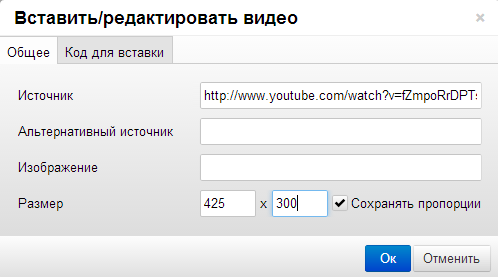 Вставить/редактировать видео ×
Общее Код для вставки
Источник http://www.youtube.com/watch?v=fZmpoRrDPTs
Альтернативный источник
Изображение
Размер 425 x 300 Сохранять пропорции
Ок Отменить